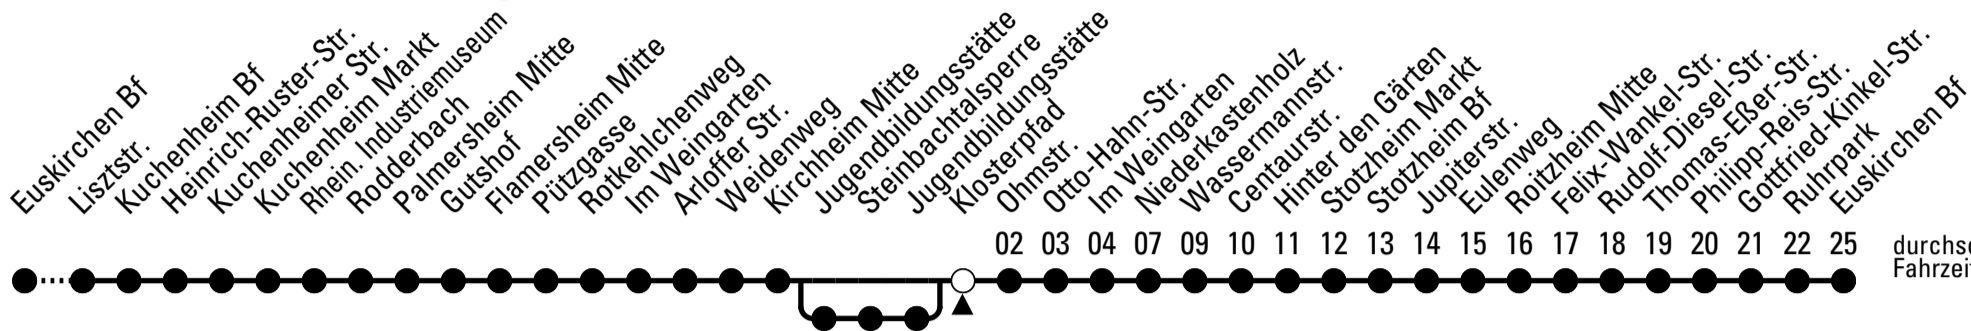 Euskirchen Bf
Lisztstr.
Kuchenheim Bf
Heinrich-Ruster-Str.
Kuchenheimer Str.
Kuchenheim Markt
Rhein. Industriemuseum
Rodderbach
Palmersheim Mitte
Gutshof
Flamersheim Mitte
Pützgasse
Rotkehlchenweg
Im Weingarten
Arloffer Str.
Weidenweg
Kirchheim Mitte
Jugendbildungsstätte
Steinbachtalsperre
Jugendbildungsstätte
Klosterpfad
Ohmstr.
Otto-Hahn-Str.
Im Weingarten
Niederkastenholz
Wassermannstr.
Centaurstr.
Hinter den Gärten
Stotzheim Markt
Stotzheim Bf
Jupiterstr.
Eulenweg
Roitzheim Mitte
Felix-Wankel-Str.
Rudolf-Diesel-Str.
Thomas-Eßer-Str.
Philipp-Reis-Str.
Gottfried-Kinkel-Str.
Ruhrpark
Euskirchen Bf
02 03 04 07 09 10 11 12 13 14 15 16 17 18 19 20 21 22 25
Fahrzei